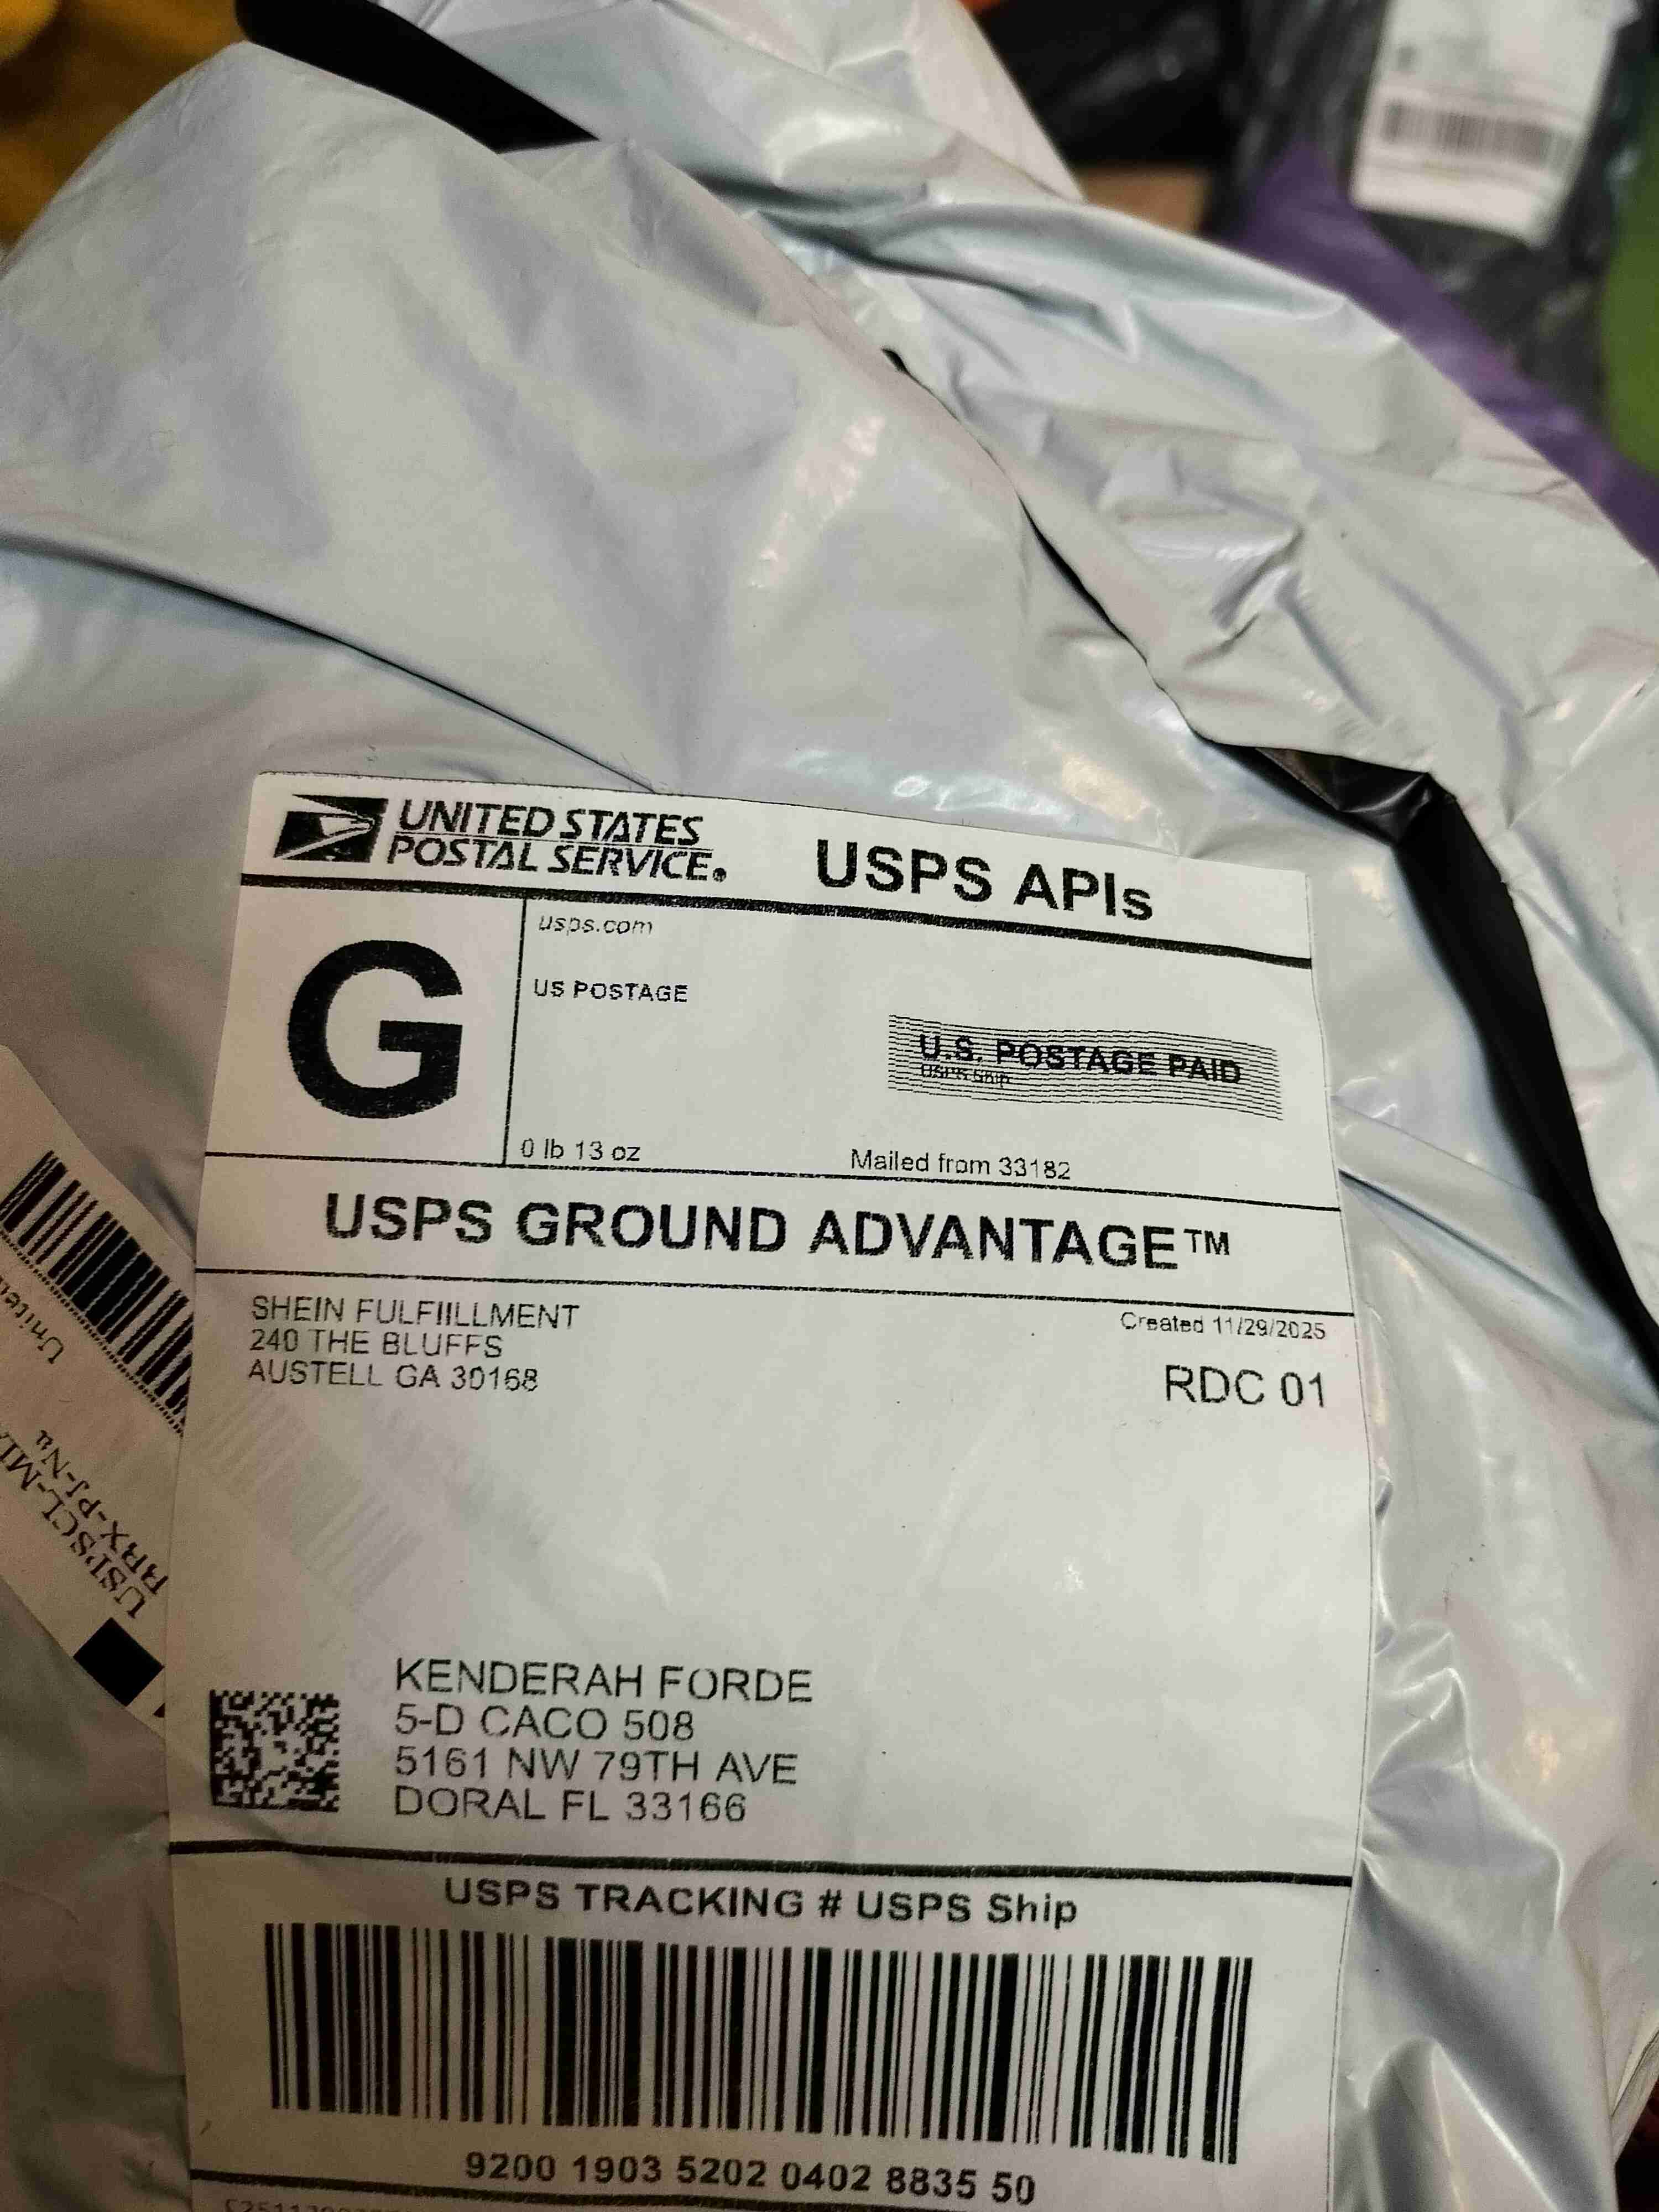 UNITED STATES
POSTAL SERVICE®
USPS APIs
G
usps.com
US POSTAGE
U.S. POSTAGE PAID
USPS Ship
0 lb 13 oz
Mailed from 33182
USPS GROUND ADVANTAGE™
SHEIN FULFIILLMENT
240 THE BLUFFS
AUSTELL GA 30168
Created 11/29/2025
RDC 01
KENDERAH FORDE
5-D CACO 508
5161 NW 79TH AVE
DORAL FL 33166
USPS TRACKING # USPS Ship
9200 1903 5202 0402 8835 50